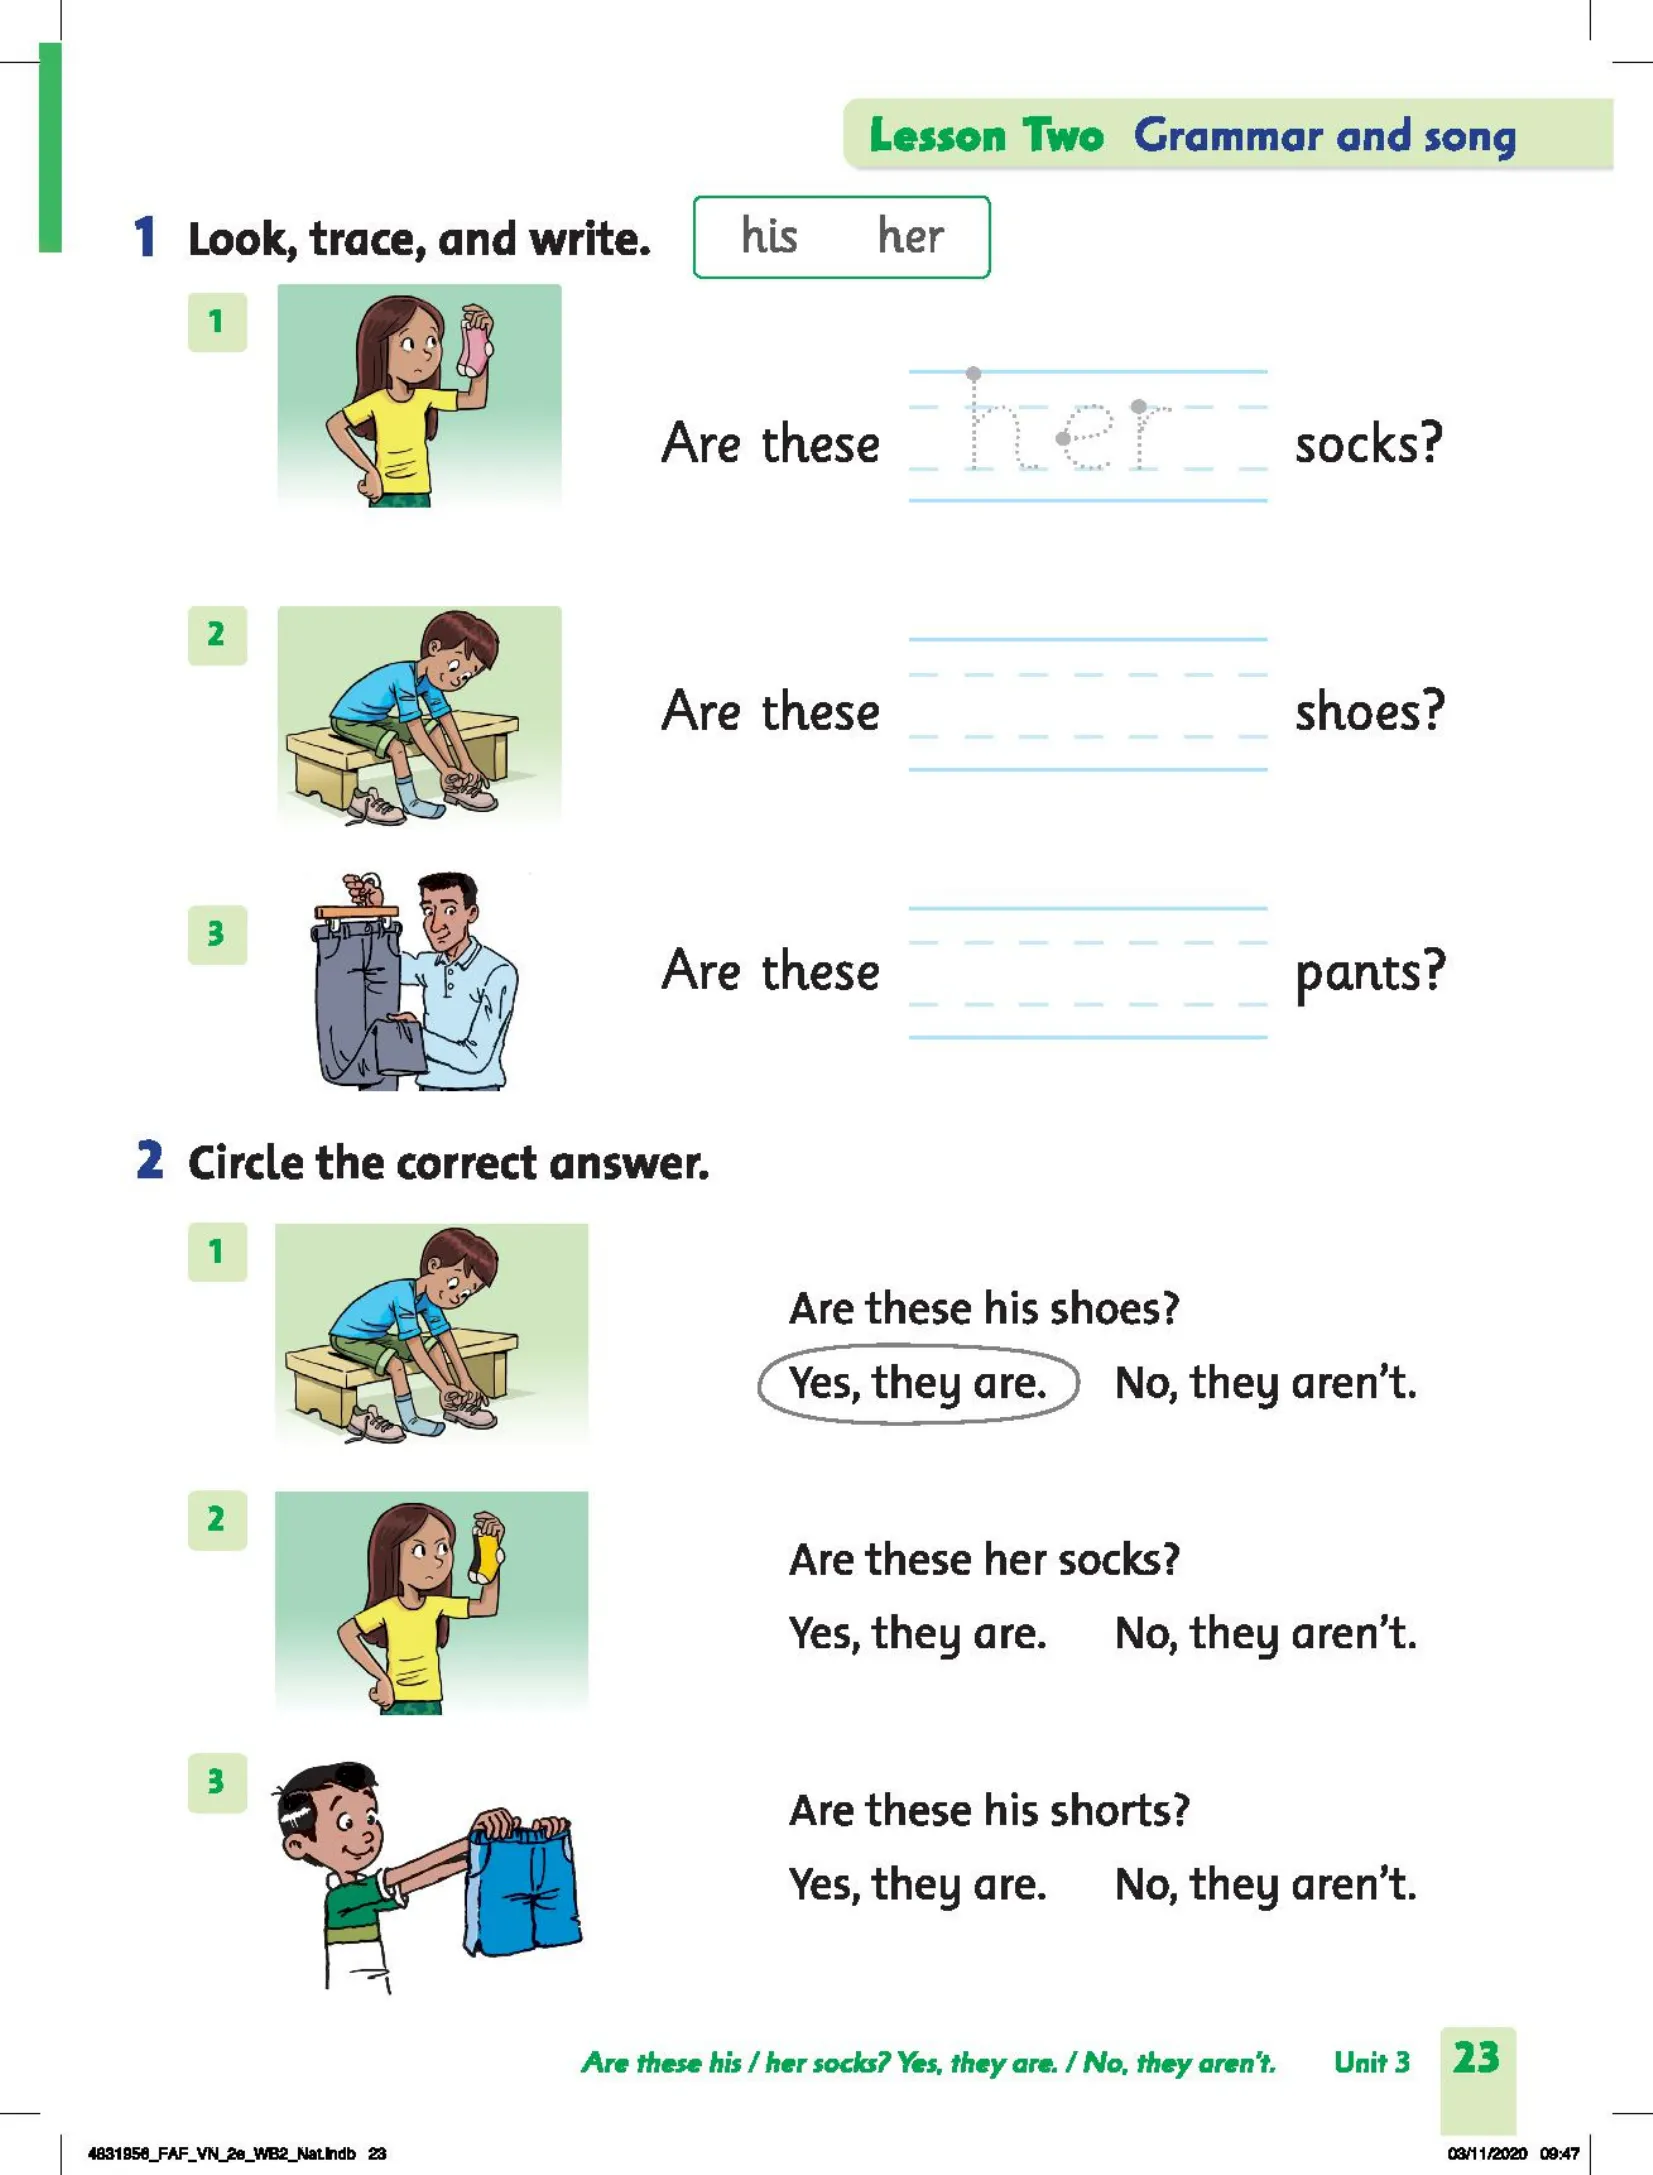 Lesson Two Grammar and song
1 Look, trace, and write. his her
1
Are these her socks?
2
Are these shoes?
3
Are these pants?
2 Circle the correct answer.
1
Are these his shoes?
Yes, they are. No, they aren't.
2
Are these her socks?
Yes, they are. No, they aren't.
3
Are these his shorts?
Yes, they are. No, they aren't.
Are these his / her socks? Yes, they are. / No, they aren't. Unit 3 23
4831956_FAF_VN_2e_WB2_Nat.indb 23 03/11/2020 09:47